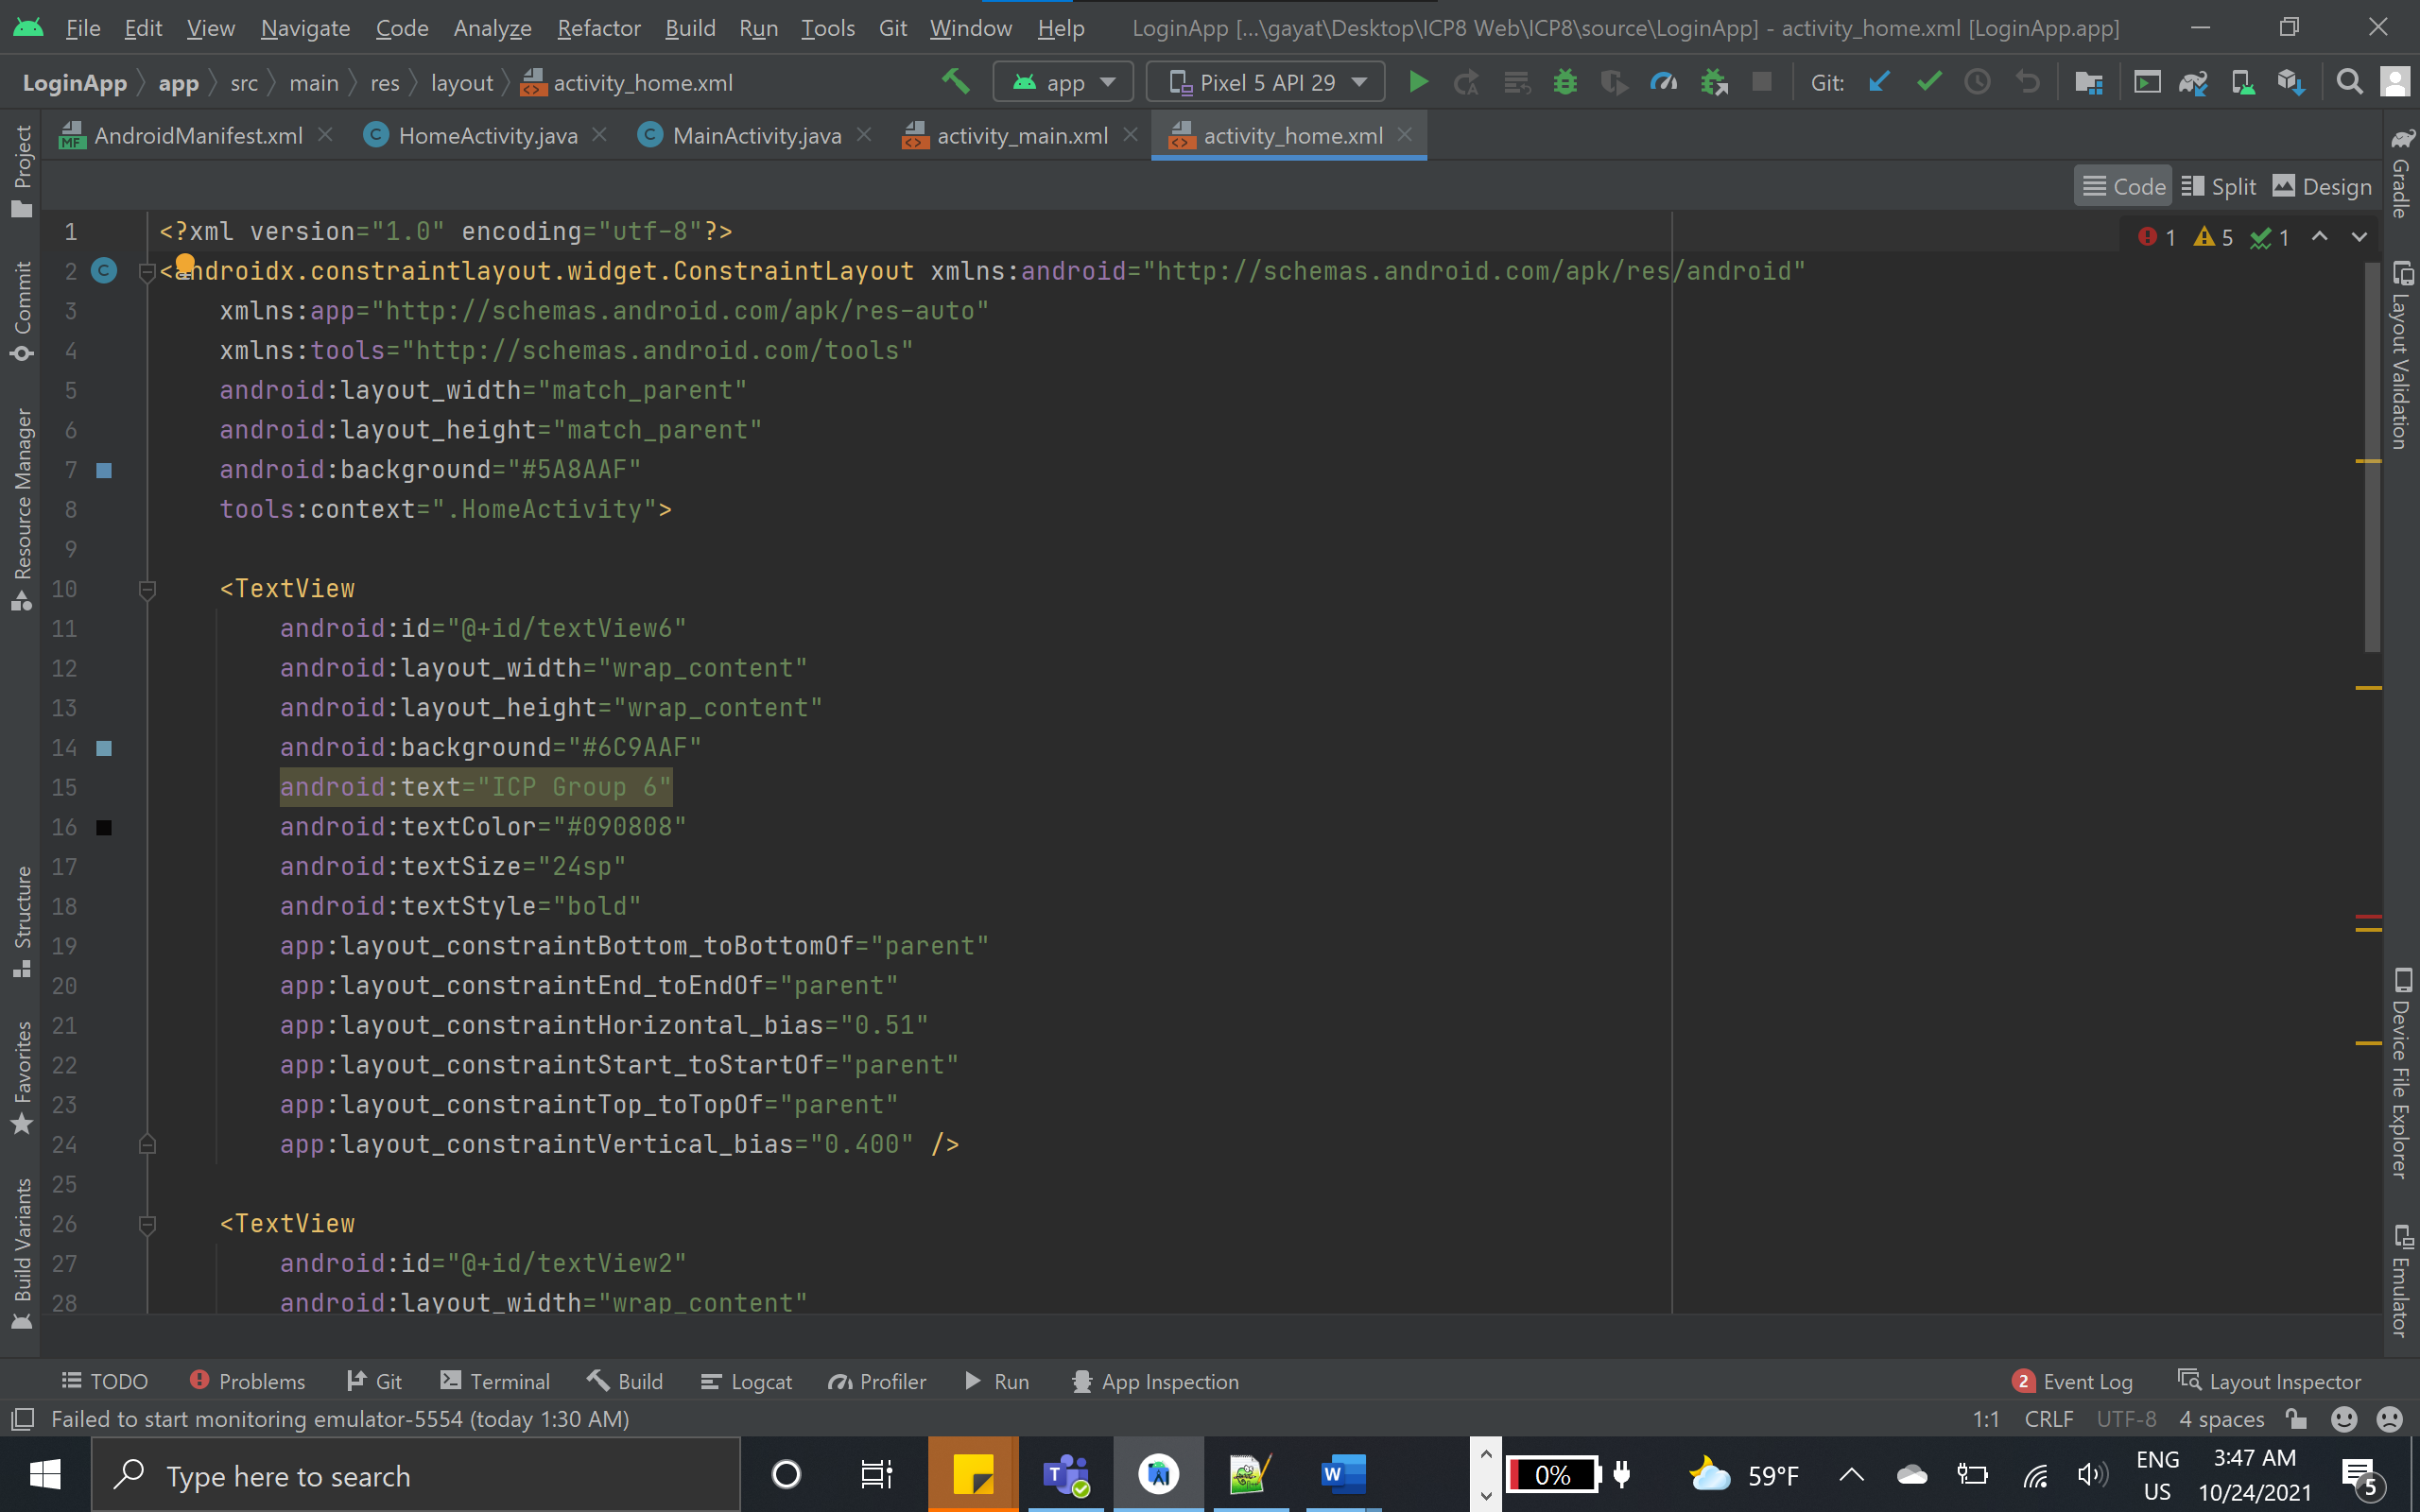 File Edit View Navigate Code Analyze Refactor Build Run Tools Git Window Help LoginApp [...\gayat\Desktop\ICP8 Web\ICP8\source\LoginApp] - activity_home.xml [LoginApp.app]
LoginApp app src main res layout activity_home.xml app Pixel 5 API 29 Git:
AndroidManifest.xml HomeActivity.java MainActivity.java activity_main.xml activity_home.xml
Code Split Design
1 5 1
1 <?xml version="1.0" encoding="utf-8"?>
2 <androidx.constraintlayout.widget.ConstraintLayout xmlns:android="http://schemas.android.com/apk/res/android"
3 xmlns:app="http://schemas.android.com/apk/res-auto"
4 xmlns:tools="http://schemas.android.com/tools"
5 android:layout_width="match_parent"
6 android:layout_height="match_parent"
7 android:background="#5A8AAF"
8 tools:context=".HomeActivity">
9
10 <TextView
11 android:id="@+id/textView6"
12 android:layout_width="wrap_content"
13 android:layout_height="wrap_content"
14 android:background="#6C9AAF"
15 android:text="ICP Group 6"
16 android:textColor="#090808"
17 android:textSize="24sp"
18 android:textStyle="bold"
19 app:layout_constraintBottom_toBottomOf="parent"
20 app:layout_constraintEnd_toEndOf="parent"
21 app:layout_constraintHorizontal_bias="0.51"
22 app:layout_constraintStart_toStartOf="parent"
23 app:layout_constraintTop_toTopOf="parent"
24 app:layout_constraintVertical_bias="0.400" />
25
26 <TextView
27 android:id="@+id/textView2"
28 android:layout_width="wrap_content"
Project
Commit
Resource Manager
Structure
Favorites
Build Variants
Gradle
Layout Validation
Device File Explorer
Emulator
TODO Problems Git Terminal Build Logcat Profiler Run App Inspection 2 Event Log Layout Inspector
Failed to start monitoring emulator-5554 (today 1:30 AM) 1:1 CRLF UTF-8 4 spaces
Type here to search 0% 59°F ENG US 3:47 AM 10/24/2021 5